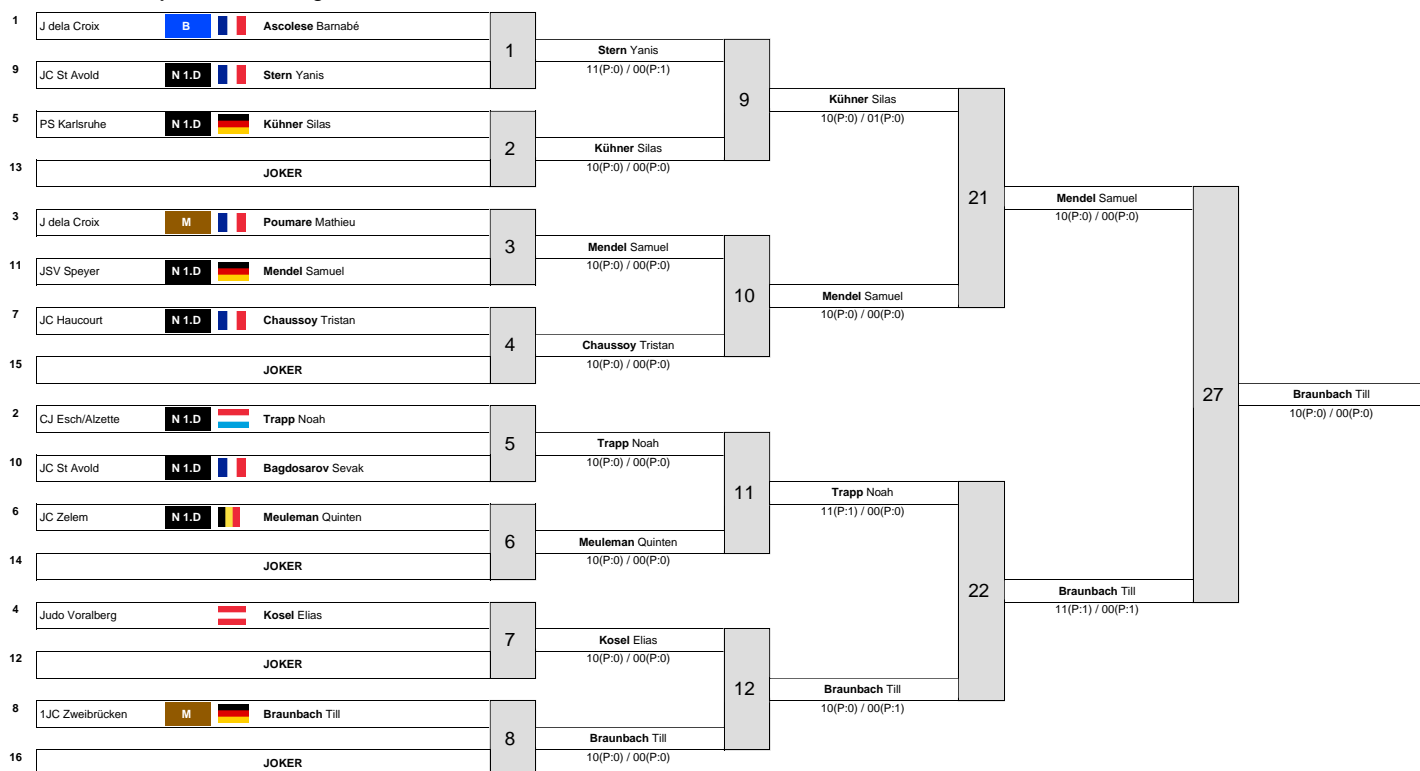 1 J dela Croix B Ascolese Barnabé
1
Stern Yanis
11(P:0) / 00(P:1)
9 JC St Avold N 1.D Stern Yanis
9
Kühner Silas
10(P:0) / 01(P:0)
5 PS Karlsruhe N 1.D Kühner Silas
2
Kühner Silas
10(P:0) / 00(P:0)
13 JOKER
21
Mendel Samuel
10(P:0) / 00(P:0)
3 J dela Croix M Poumare Mathieu
3
Mendel Samuel
10(P:0) / 00(P:0)
11 JSV Speyer N 1.D Mendel Samuel
10
Mendel Samuel
10(P:0) / 00(P:0)
7 JC Haucourt N 1.D Chaussoy Tristan
4
Chaussoy Tristan
10(P:0) / 00(P:0)
15 JOKER
27
Braunbach Till
10(P:0) / 00(P:0)
2 CJ Esch/Alzette N 1.D Trapp Noah
5
Trapp Noah
10(P:0) / 00(P:0)
10 JC St Avold N 1.D Bagdosarov Sevak
11
Trapp Noah
11(P:1) / 00(P:0)
6 JC Zelem N 1.D Meuleman Quinten
6
Meuleman Quinten
10(P:0) / 00(P:0)
14 JOKER
22
Braunbach Till
11(P:1) / 00(P:1)
4 Judo Voralberg Kosel Elias
7
Kosel Elias
10(P:0) / 00(P:0)
12 JOKER
12
Braunbach Till
10(P:0) / 00(P:1)
8 1JC Zweibrücken M Braunbach Till
8
Braunbach Till
10(P:0) / 00(P:0)
16 JOKER